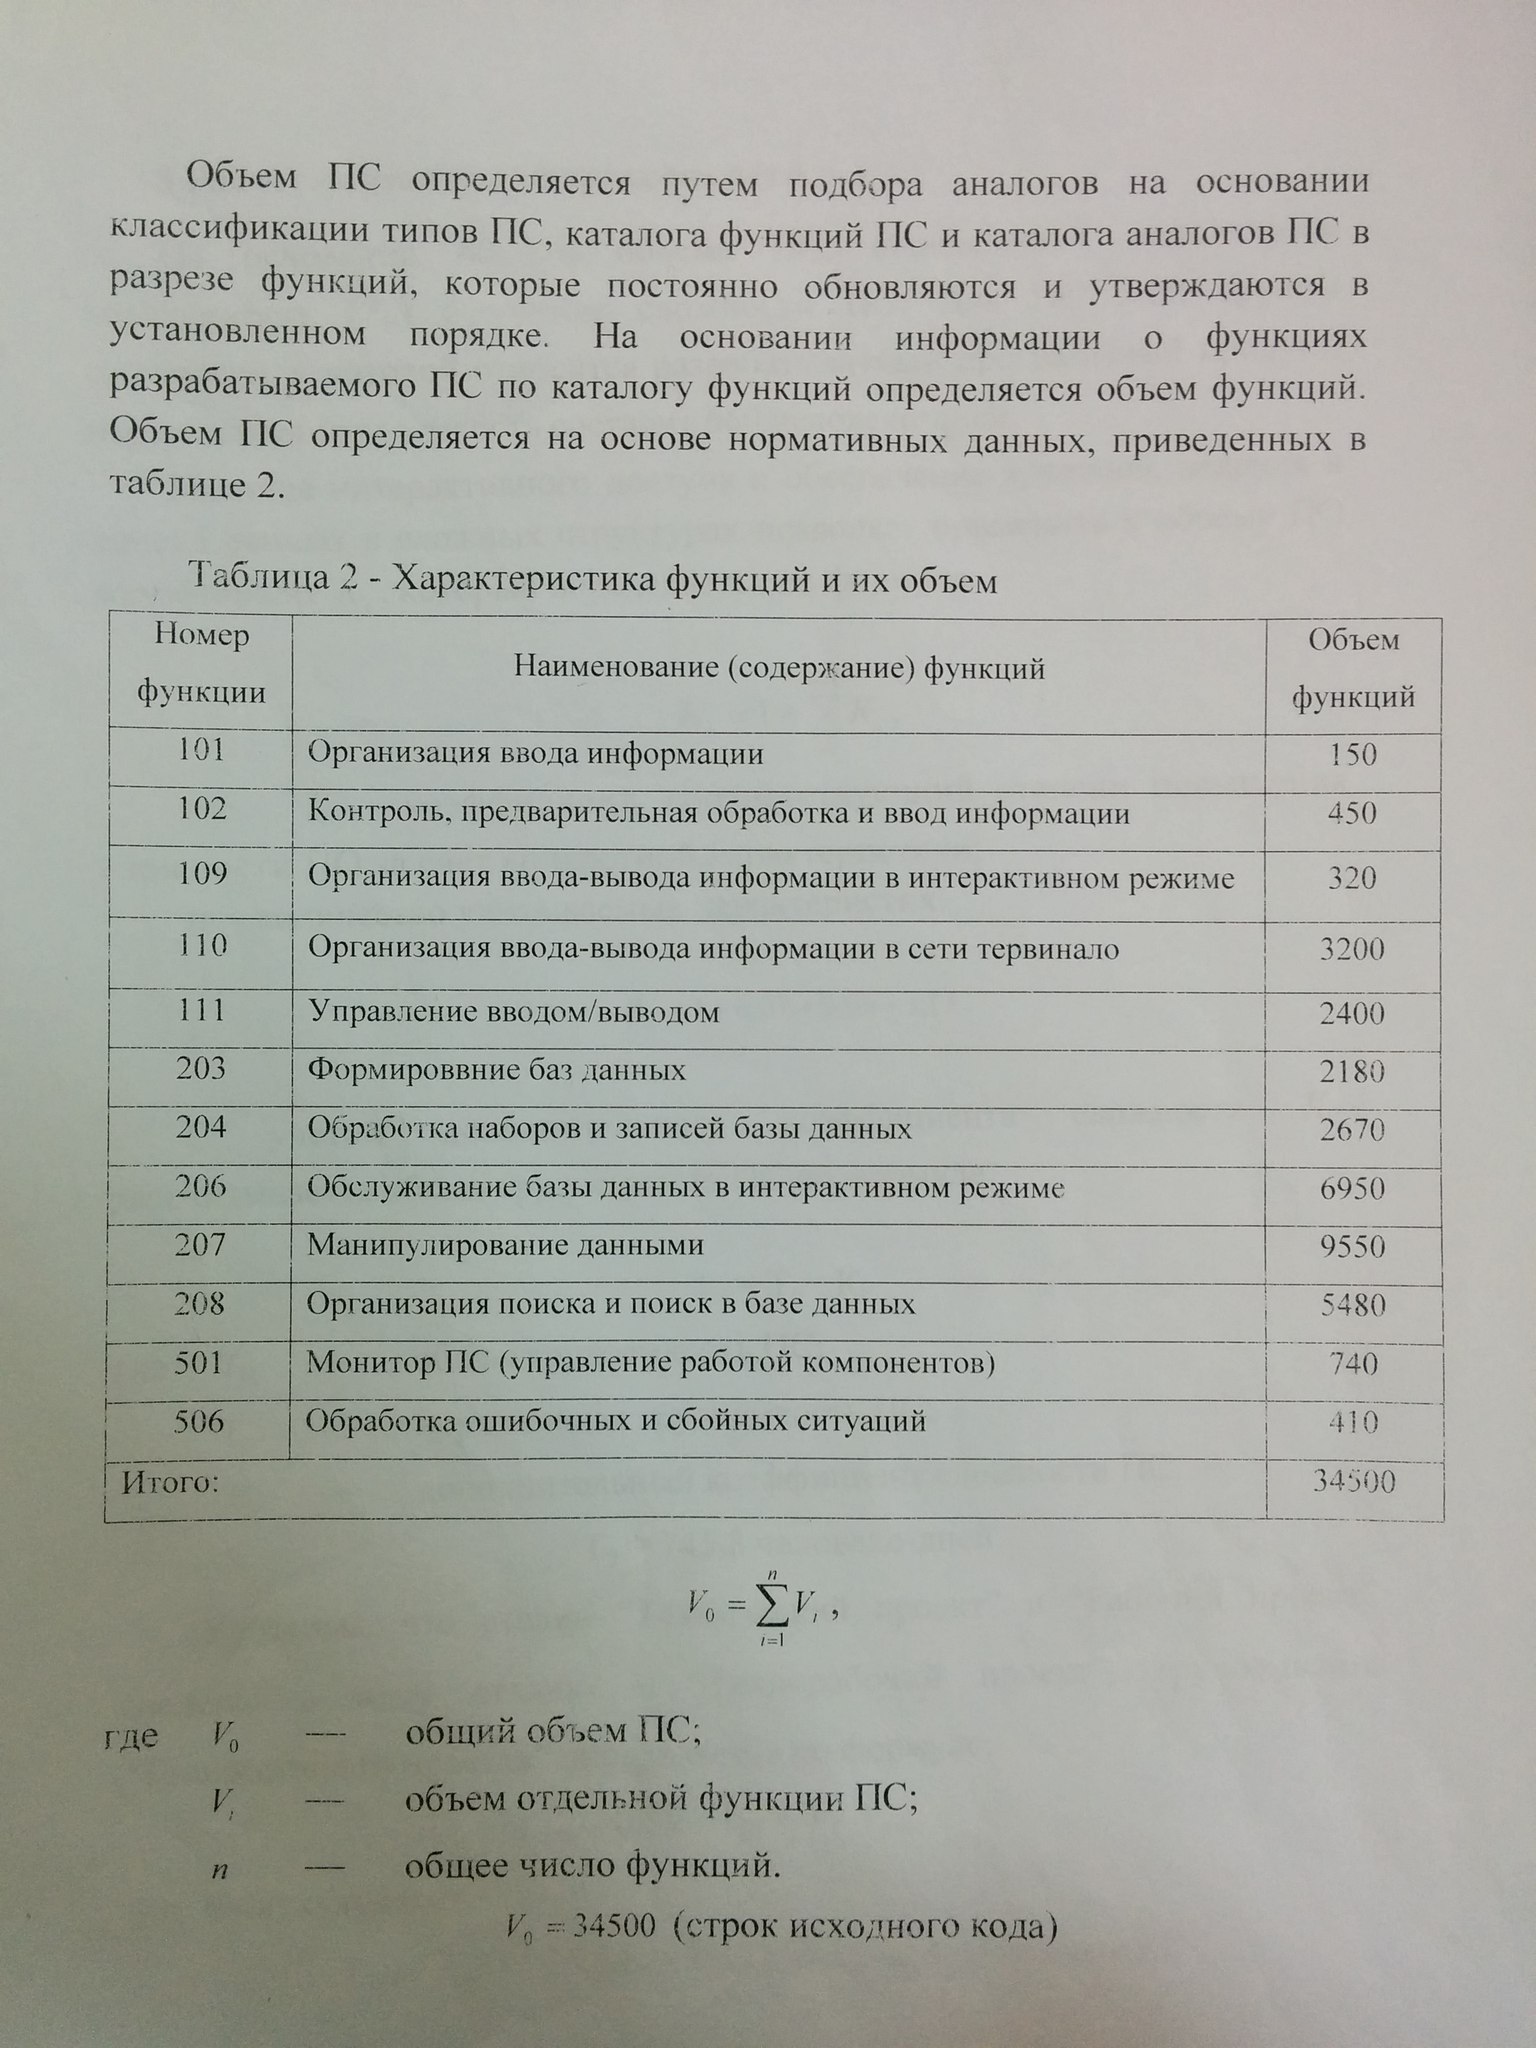 Объем ПС определяется путем подбора аналогов на основании
классификации типов ПС, каталога функций ПС и каталога аналогов ПС в
разрезе функций, которые постоянно обновляются и утверждаются в
установленном порядке. На основании информации о функциях
разрабатываемого ПС по каталогу функций определяется объем функций.
Объем ПС определяется на основе нормативных данных, приведенных в
таблице 2.
Таблица 2 - Характеристика функций и их объем
Номер функции Наименование (содержание) функций Объем функций
101 Организация ввода информации 150
102 Контроль, предварительная обработка и ввод информации 450
109 Организация ввода-вывода информации в интерактивном режиме 320
110 Организация ввода-вывода информации в сети тервинало 3200
111 Управление вводом/выводом 2400
203 Формироввние баз данных 2180
204 Обработка наборов и записей базы данных 2670
206 Обслуживание базы данных в интерактивном режиме 6950
207 Манипулирование данными 9550
208 Организация поиска и поиск в базе данных 5480
501 Монитор ПС (управление работой компонентов) 740
506 Обработка ошибочных и сбойных ситуаций 410
Итого: 34500
V₀ = ∑ⁿᵢ₌₁ Vᵢ ,
где V₀ — общий объем ПС;
Vᵢ — объем отдельной функции ПС;
n — общее число функций.
V₀ = 34500 (строк исходного кода)